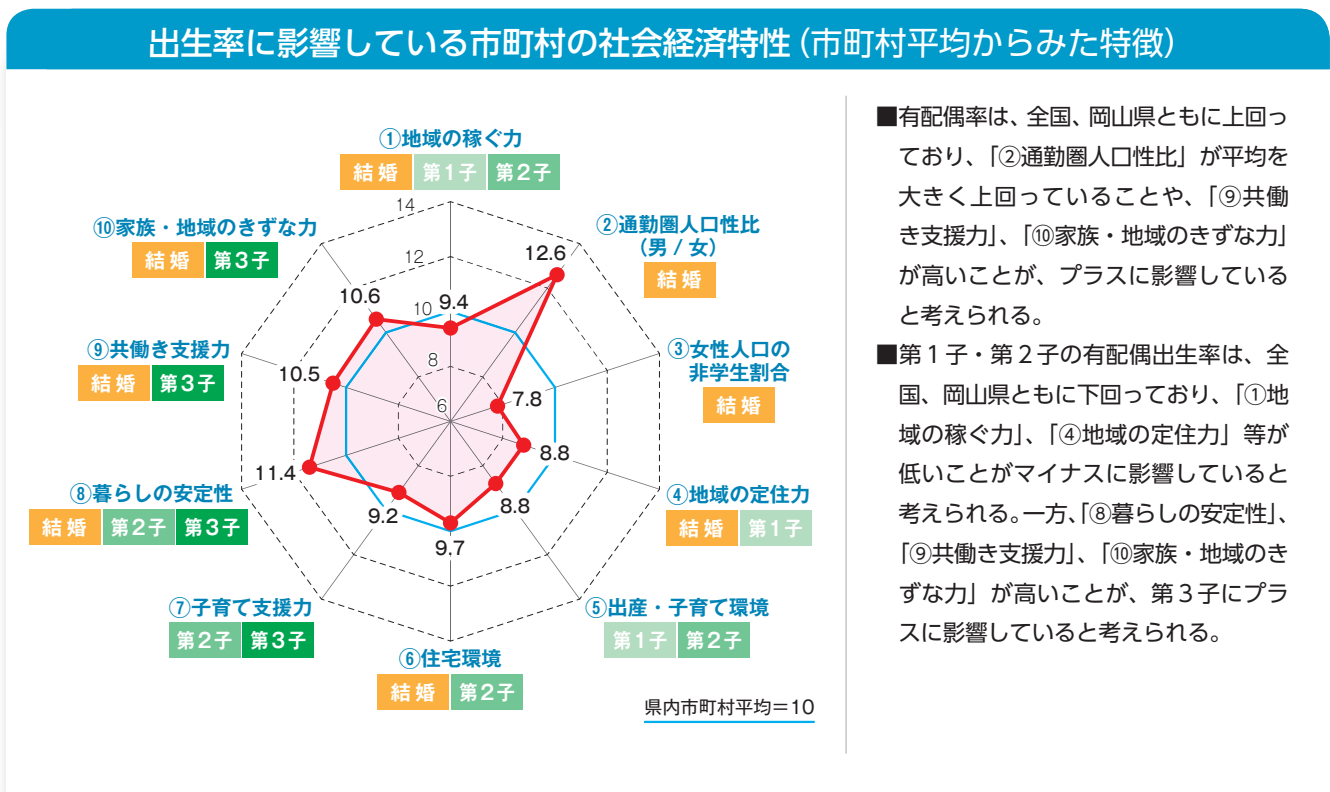 出生率に影響している市町村の社会経済特性(市町村平均からみた特徴)
①地域の稼ぐ力
結婚 第1子 第2子
②通勤圏人口性比
(男 / 女)
結婚
③女性人口の
非学生割合
結婚
④地域の定住力
結婚 第1子
⑤出産・子育て環境
第1子 第2子
⑥住宅環境
結婚 第2子
⑦子育て支援力
第2子 第3子
⑧暮らしの安定性
結婚 第2子 第3子
⑨共働き支援力
結婚 第3子
⑩家族・地域のきずな力
結婚 第3子
14
12
10
8
6
9.4
12.6
7.8
8.8
8.8
9.7
9.2
11.4
10.5
10.6
県内市町村平均=10
■有配偶率は、全国、岡山県ともに上回っ
ており、「②通勤圏人口性比」が平均を
大きく上回っていることや、「⑨共働
き支援力」、「⑩家族・地域のきずな力」
が高いことが、プラスに影響している
と考えられる。
■第1子・第2子の有配偶出生率は、全
国、岡山県ともに下回っており、「①地
域の稼ぐ力」、「④地域の定住力」等が
低いことがマイナスに影響していると
考えられる。一方、「⑧暮らしの安定性」、
「⑨共働き支援力」、「⑩家族・地域のき
ずな力」が高いことが、第3子にプラ
スに影響していると考えられる。